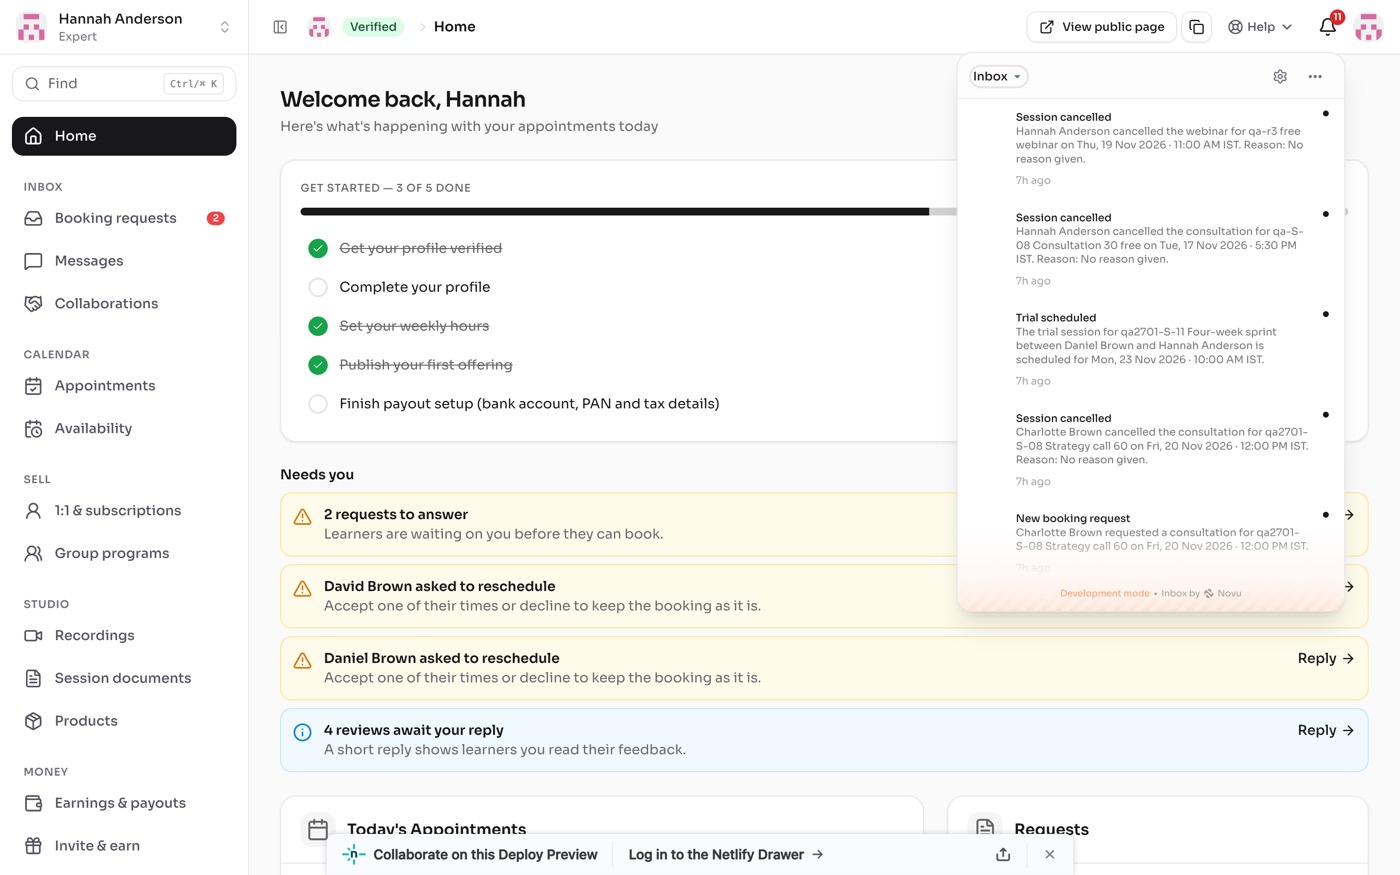 Hannah Anderson
Expert
Find
Ctrl/⌘ K
Home
INBOX
Booking requests
2
Messages
Collaborations
CALENDAR
Appointments
Availability
SELL
1:1 & subscriptions
Group programs
STUDIO
Recordings
Session documents
Products
MONEY
Earnings & payouts
Invite & earn
Verified
Home
View public page
Help
11
Welcome back, Hannah
Here's what's happening with your appointments today
GET STARTED — 3 OF 5 DONE
Get your profile verified
Complete your profile
Set your weekly hours
Publish your first offering
Finish payout setup (bank account, PAN and tax details)
Needs you
2 requests to answer
Learners are waiting on you before they can book.
David Brown asked to reschedule
Accept one of their times or decline to keep the booking as it is.
Daniel Brown asked to reschedule
Accept one of their times or decline to keep the booking as it is.
Reply →
4 reviews await your reply
A short reply shows learners you read their feedback.
Reply →
Today's Appointments
Requests
Inbox
Session cancelled
Hannah Anderson cancelled the webinar for qa-r3 free
webinar on Thu, 19 Nov 2026 · 11:00 AM IST. Reason: No
reason given.
7h ago
Session cancelled
Hannah Anderson cancelled the consultation for qa-S-
08 Consultation 30 free on Tue, 17 Nov 2026 · 5:30 PM
IST. Reason: No reason given.
7h ago
Trial scheduled
The trial session for qa2701-S-11 Four-week sprint
between Daniel Brown and Hannah Anderson is
scheduled for Mon, 23 Nov 2026 · 10:00 AM IST.
7h ago
Session cancelled
Charlotte Brown cancelled the consultation for qa2701-
S-08 Strategy call 60 on Fri, 20 Nov 2026 · 12:00 PM IST.
Reason: No reason given.
7h ago
New booking request
Charlotte Brown requested a consultation for qa2701-
S-08 Strategy call 60 on Fri, 20 Nov 2026 · 12:00 PM IST.
7h ago
Development mode • Inbox by Novu
Collaborate on this Deploy Preview
Log in to the Netlify Drawer →